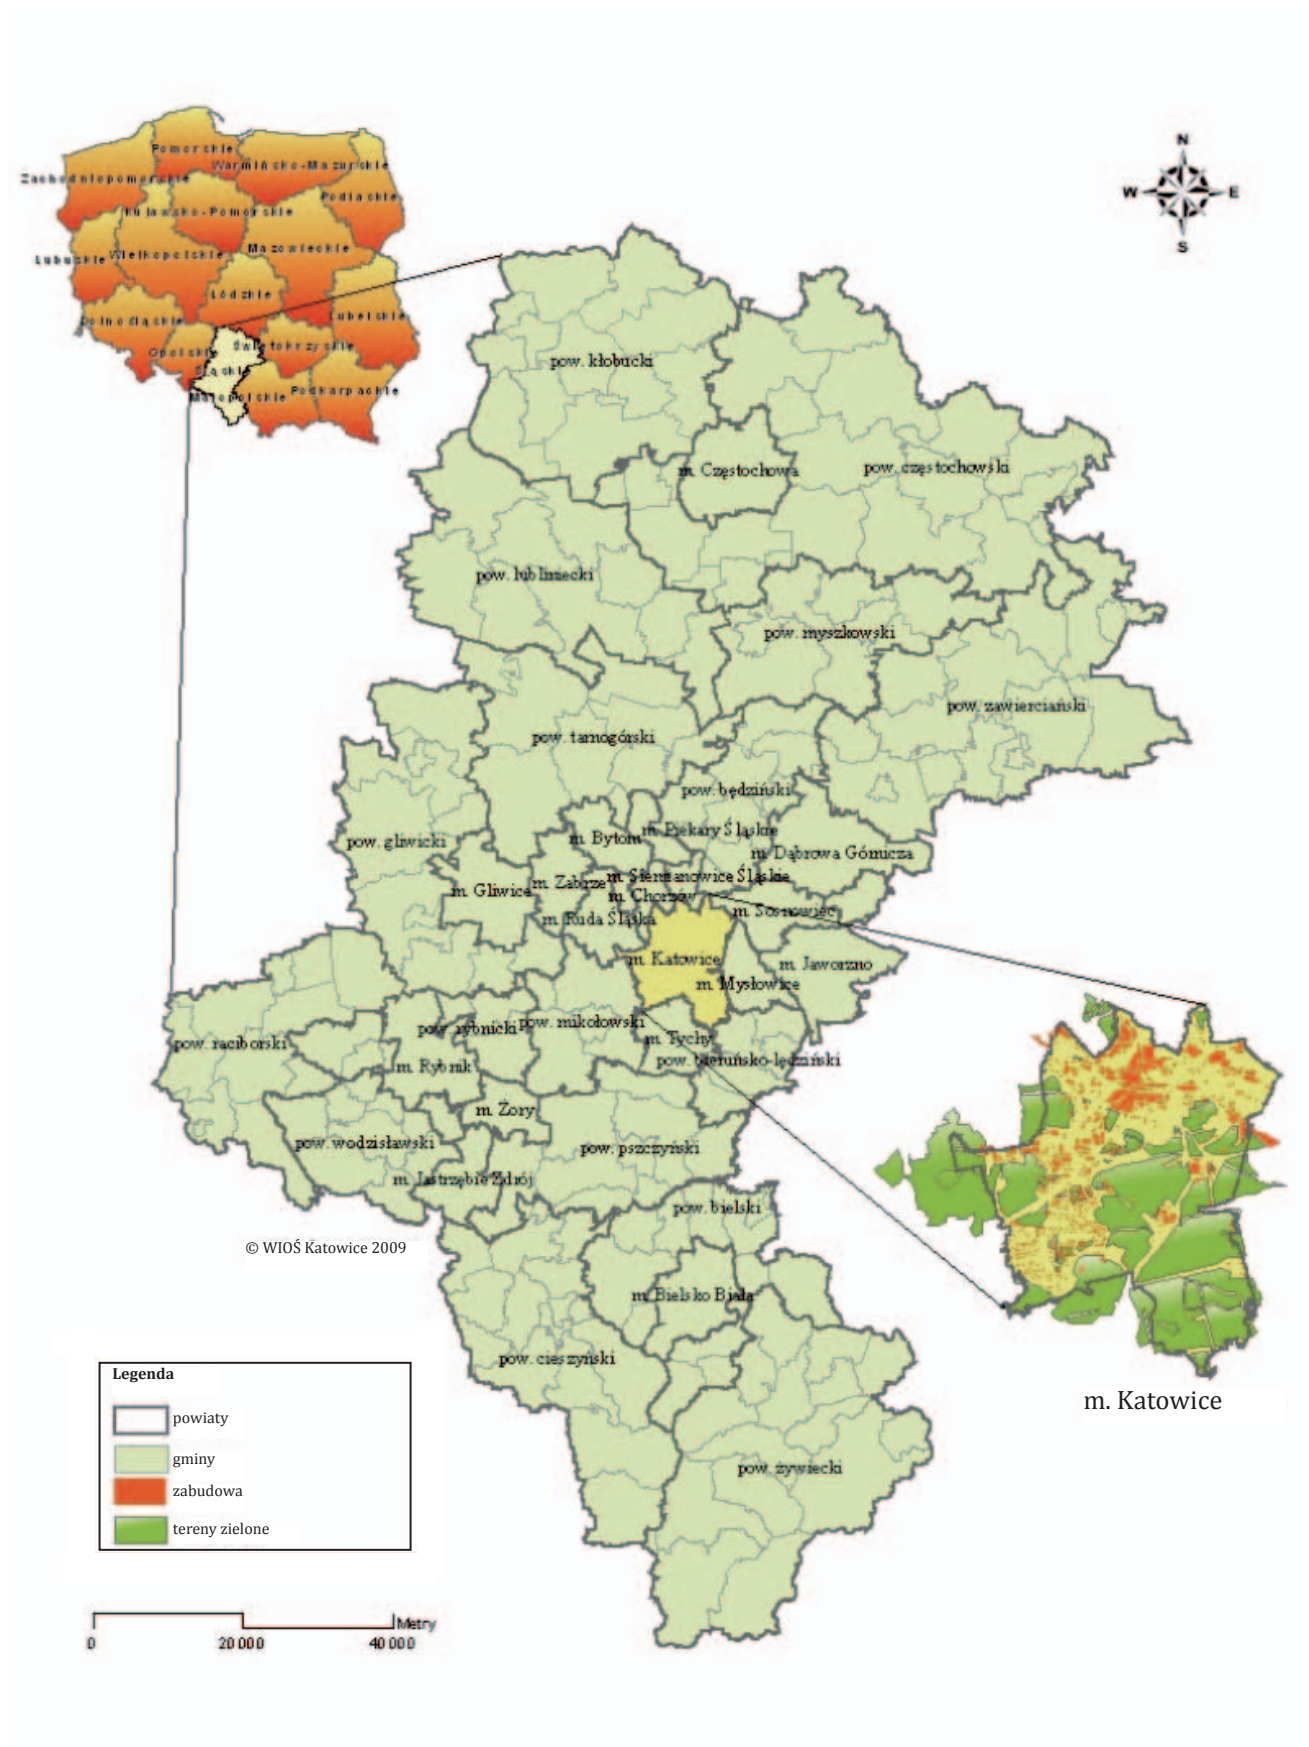 N
W E
S
Pomorskie
Warmińsko-Mazurskie
Zachodniopomorskie
Podlaskie
Kujawsko-Pomorskie
Mazowieckie
Lubuskie
Wielkopolskie
Łódzkie
Dolnośląskie
Lubelskie
Opolskie
Świętokrzyskie
Śląskie
Małopolskie
Podkarpackie
pow. kłobucki
m. Częstochowa
pow. częstochowski
pow. lubliniecki
pow. myszkowski
pow. zawierciański
pow. tarnogórski
pow. będziński
m. Piekary Śląskie
m. Bytom
pow. gliwicki
m. Dąbrowa Górnicza
m. Siemianowice Śląskie
m. Zabrze
m. Gliwice
m. Chorzów
m. Sosnowiec
m. Ruda Śląska
m. Katowice
m. Jaworzno
m. Mysłowice
pow. rybnicki
pow. mikołowski
m. Tychy
pow. raciborski
pow. bieruńsko-lędziński
m. Rybnik
m. Żory
pow. wodzisławski
pow. pszczyński
m. Jastrzębie Zdrój
pow. bielski
© WIOŚ Katowice 2009
m. Bielsko Biała
pow. cieszyński
m. Katowice
pow. żywiecki
Legenda
powiaty
gminy
zabudowa
tereny zielone
Metry
0 20 000 40 000